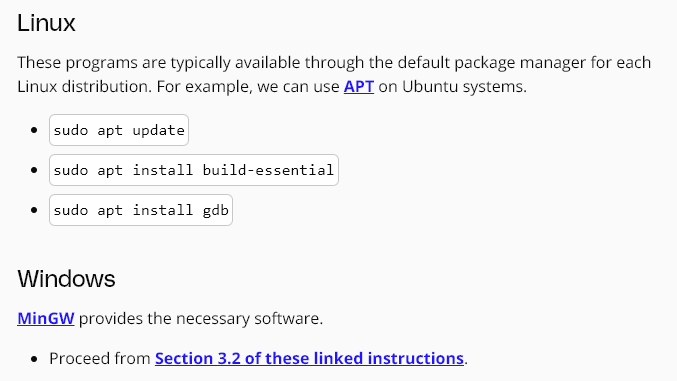 Linux
These programs are typically available through the default package manager for each
Linux distribution. For example, we can use APT on Ubuntu systems.
sudo apt update
sudo apt install build-essential
sudo apt install gdb
Windows
MinGW provides the necessary software.
Proceed from Section 3.2 of these linked instructions.